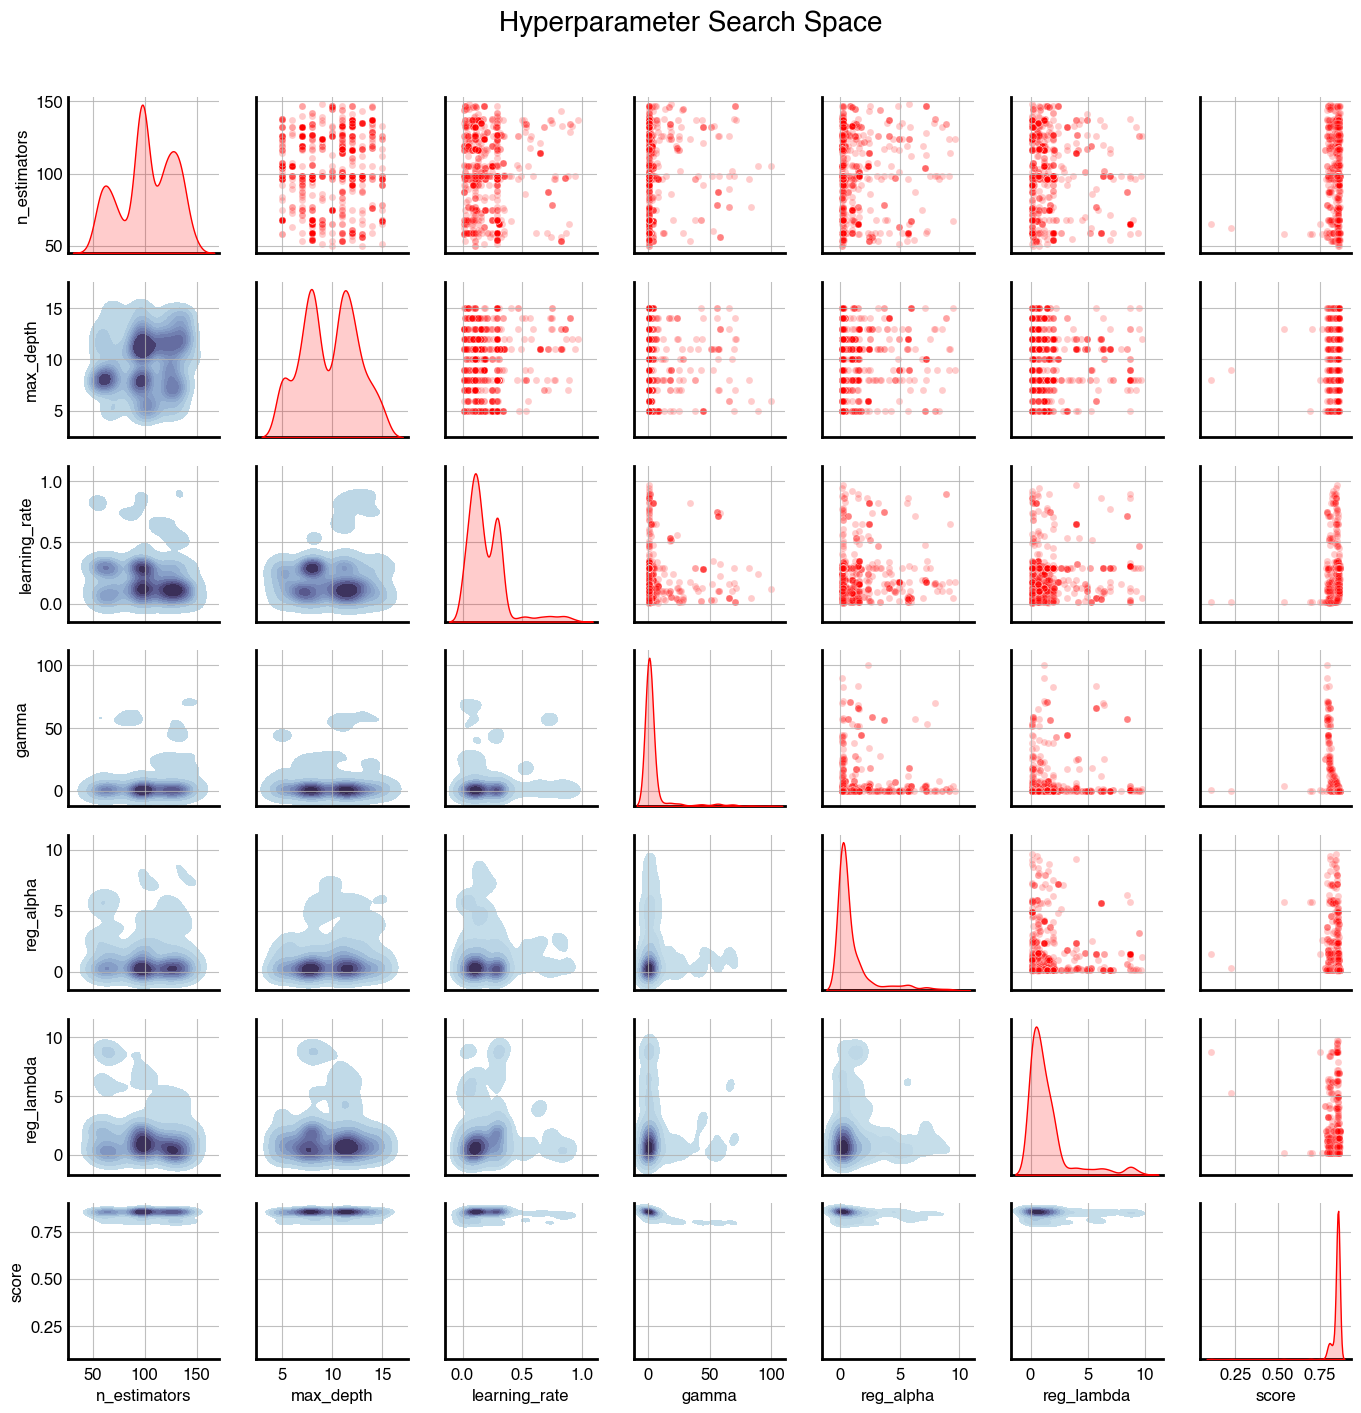 Hyperparameter Search Space
n_estimators
150
100
50
max_depth
15
10
5
learning_rate
1.0
0.5
0.0
gamma
100
50
0
reg_alpha
10
5
0
reg_lambda
10
5
0
score
0.75
0.50
0.25
50 100 150 5 10 15 0.0 0.5 1.0 0 50 100 0 5 10 0 5 10 0.25 0.50 0.75
n_estimators max_depth learning_rate gamma reg_alpha reg_lambda score